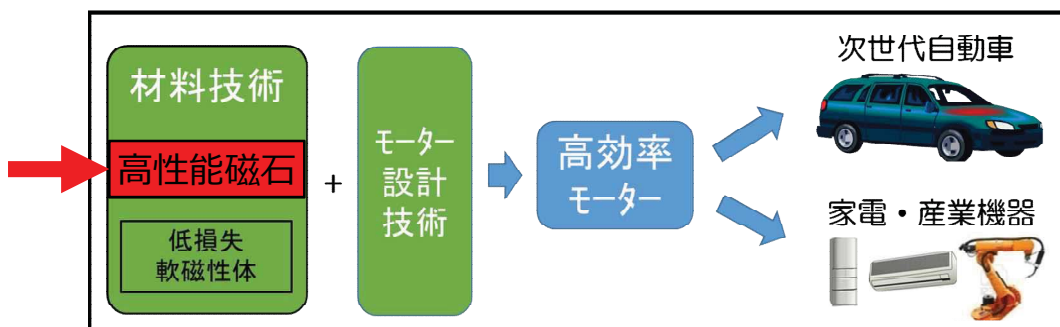 材料技術
高性能磁石
低損失
軟磁性体
+
モーター
設計
技術
高効率
モーター
次世代自動車
家電・産業機器